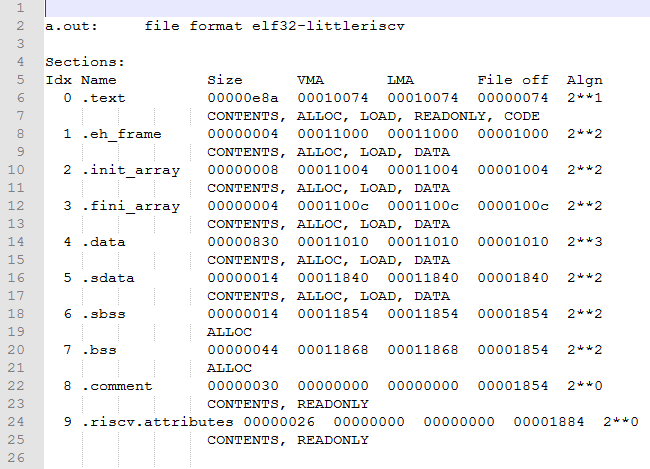 1
2 a.out:     file format elf32-littleriscv
3
4 Sections:
5 Idx Name          Size      VMA       LMA       File off  Algn
6   0 .text         00000e8a  00010074  00010074  00000074  2**1
7                   CONTENTS, ALLOC, LOAD, READONLY, CODE
8   1 .eh_frame     00000004  00011000  00011000  00001000  2**2
9                   CONTENTS, ALLOC, LOAD, DATA
10   2 .init_array   00000008  00011004  00011004  00001004  2**2
11                   CONTENTS, ALLOC, LOAD, DATA
12   3 .fini_array   00000004  0001100c  0001100c  0000100c  2**2
13                   CONTENTS, ALLOC, LOAD, DATA
14   4 .data         00000830  00011010  00011010  00001010  2**3
15                   CONTENTS, ALLOC, LOAD, DATA
16   5 .sdata        00000014  00011840  00011840  00001840  2**2
17                   CONTENTS, ALLOC, LOAD, DATA
18   6 .sbss         00000014  00011854  00011854  00001854  2**2
19                   ALLOC
20   7 .bss          00000044  00011868  00011868  00001854  2**2
21                   ALLOC
22   8 .comment      00000030  00000000  00000000  00001854  2**0
23                   CONTENTS, READONLY
24   9 .riscv.attributes 00000026  00000000  00000000  00001884  2**0
25                   CONTENTS, READONLY
26